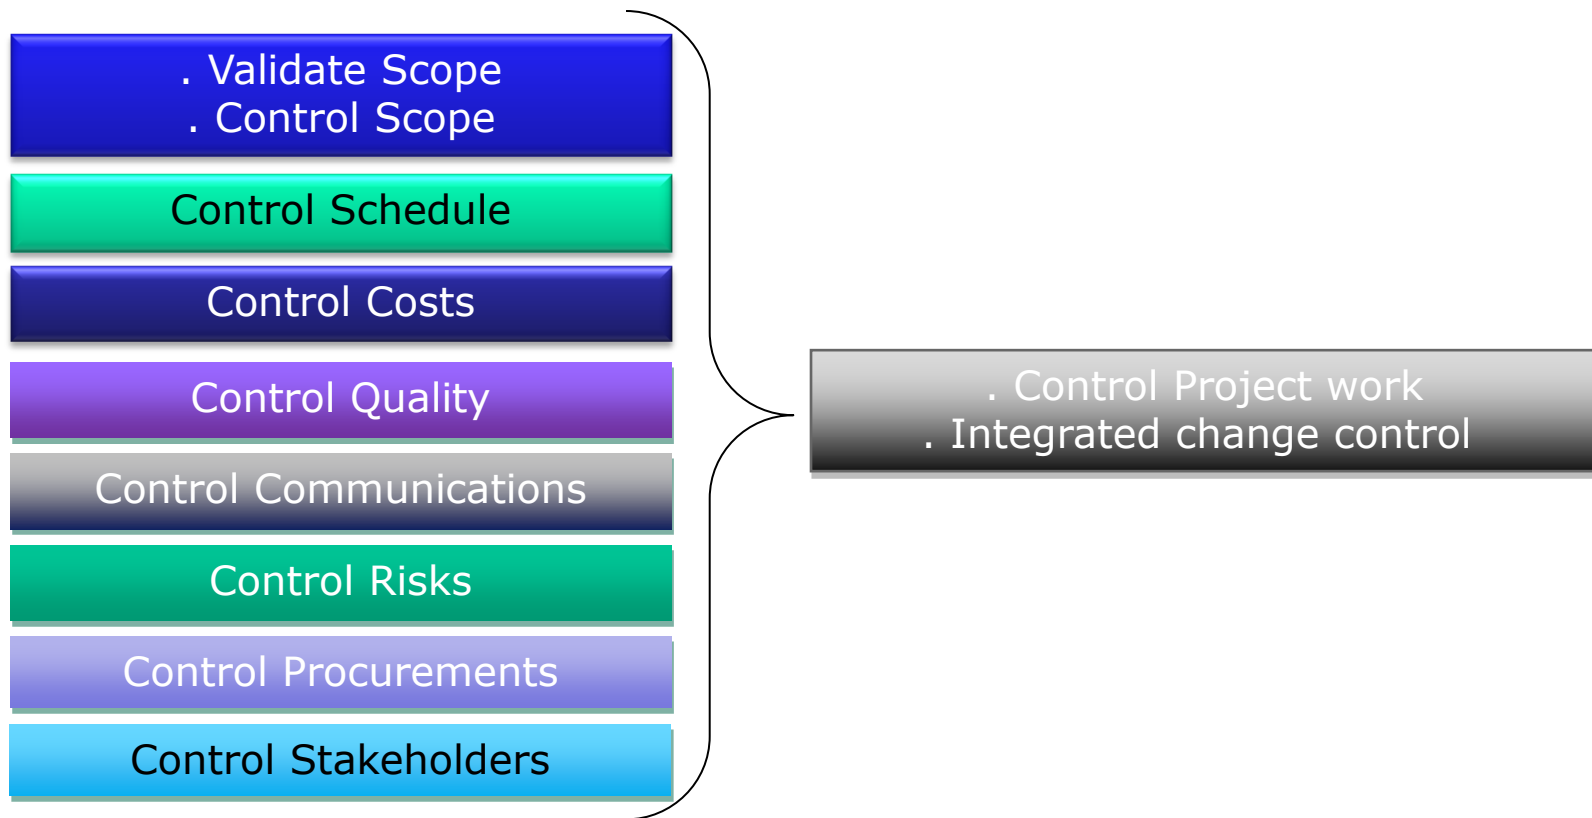 . Validate Scope
. Control Scope
Control Schedule
Control Costs
Control Quality
Control Communications
Control Risks
Control Procurements
Control Stakeholders
. Control Project work
. Integrated change control